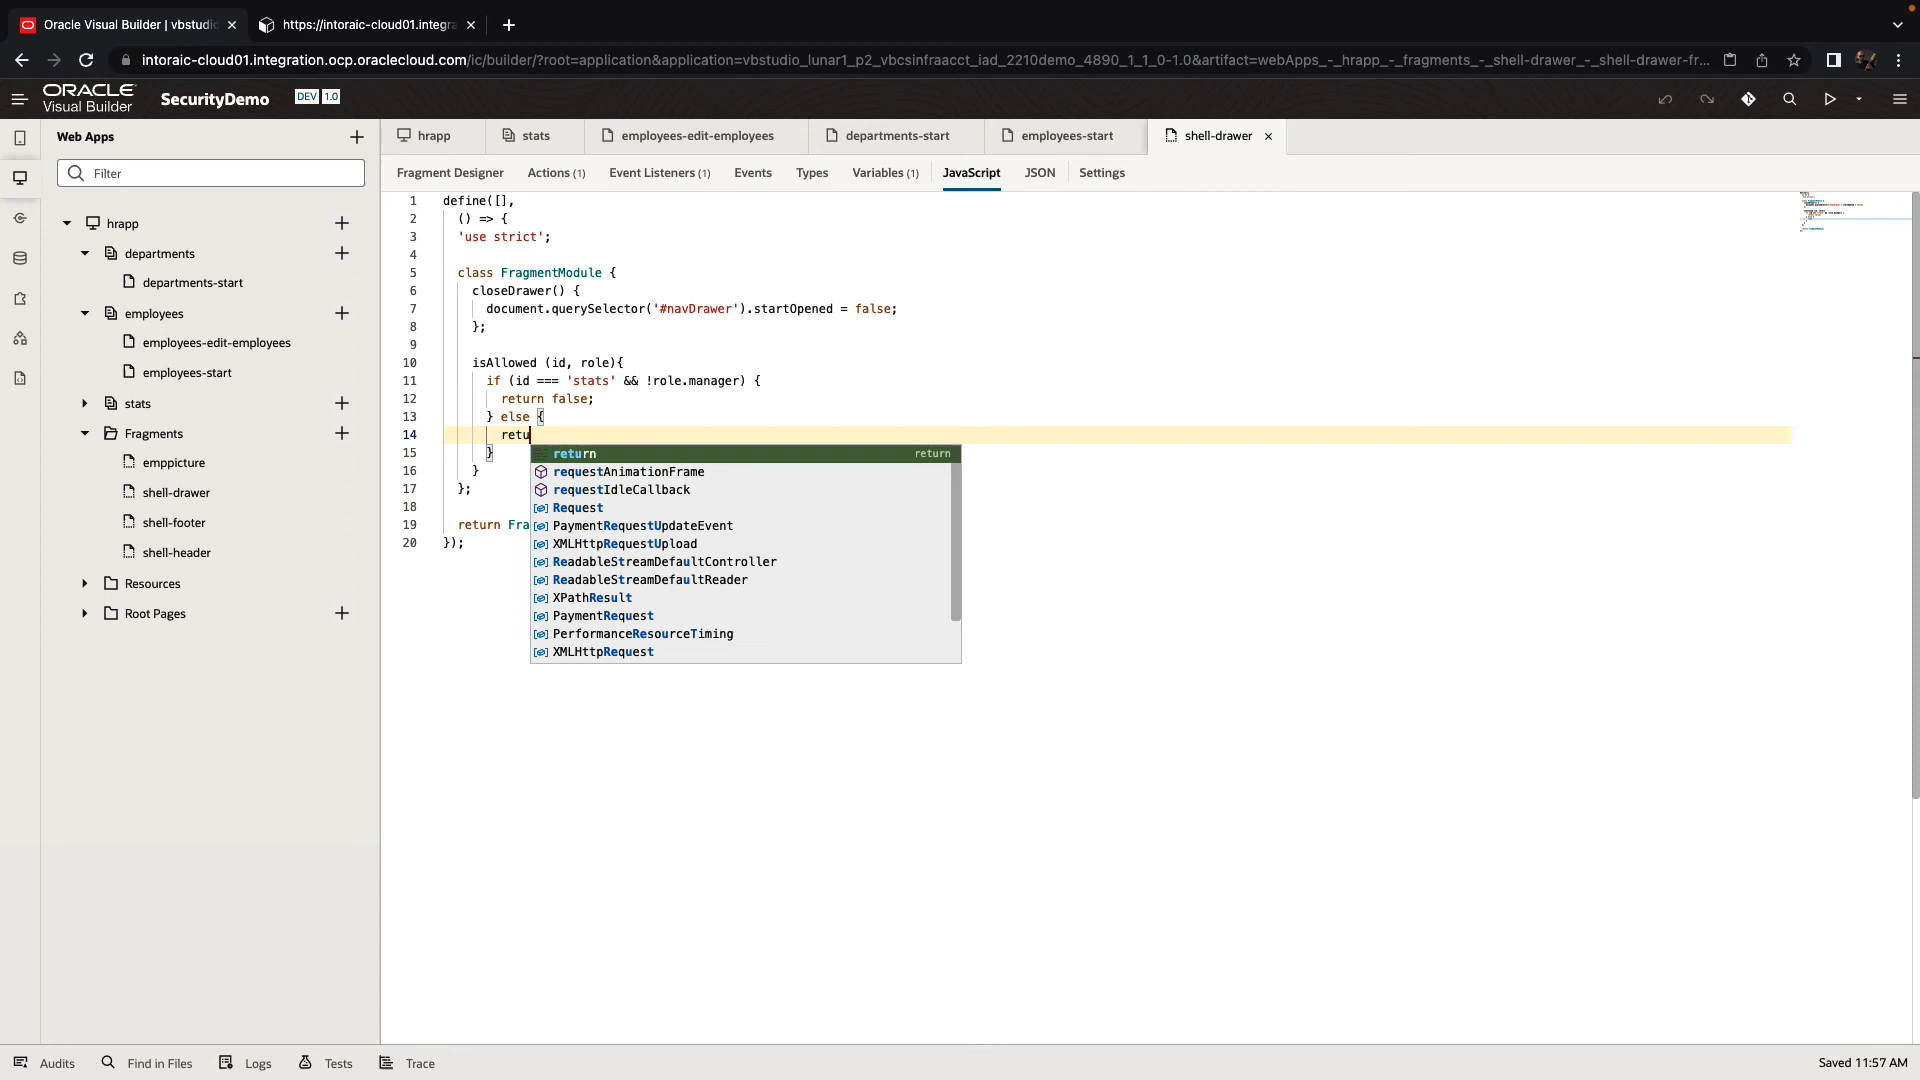 Oracle Visual Builder | vbstudio
https://intoraic-cloud01.integra
intoraic-cloud01.integration.ocp.oraclecloud.com/ic/builder/?root=application&application=vbstudio_lunar1_p2_vbcsinfraacct_iad_2210demo_4890_1_1_0-1.0&artifact=webApps_-_hrapp_-_fragments_-_shell-drawer_-_shell-drawer-fr...
ORACLE
Visual Builder
SecurityDemo
DEV 1.0
Web Apps
Filter
hrapp
departments
departments-start
employees
employees-edit-employees
employees-start
stats
Fragments
emppicture
shell-drawer
shell-footer
shell-header
Resources
Root Pages
hrapp
stats
employees-edit-employees
departments-start
employees-start
shell-drawer
Fragment Designer
Actions (1)
Event Listeners (1)
Events
Types
Variables (1)
JavaScript
JSON
Settings
1 define([],
2 () => {
3 'use strict';
4
5 class FragmentModule {
6 closeDrawer() {
7 document.querySelector('#navDrawer').startOpened = false;
8 };
9
10 isAllowed (id, role){
11 if (id === 'stats' && !role.manager) {
12 return false;
13 } else {
14 retu
15 }
16 }
17 };
18
19 return Fra
20 });
return return
requestAnimationFrame
requestIdleCallback
Request
PaymentRequestUpdateEvent
XMLHttpRequestUpload
ReadableStreamDefaultController
ReadableStreamDefaultReader
XPathResult
PaymentRequest
PerformanceResourceTiming
XMLHttpRequest
Audits
Find in Files
Logs
Tests
Trace
Saved 11:57 AM